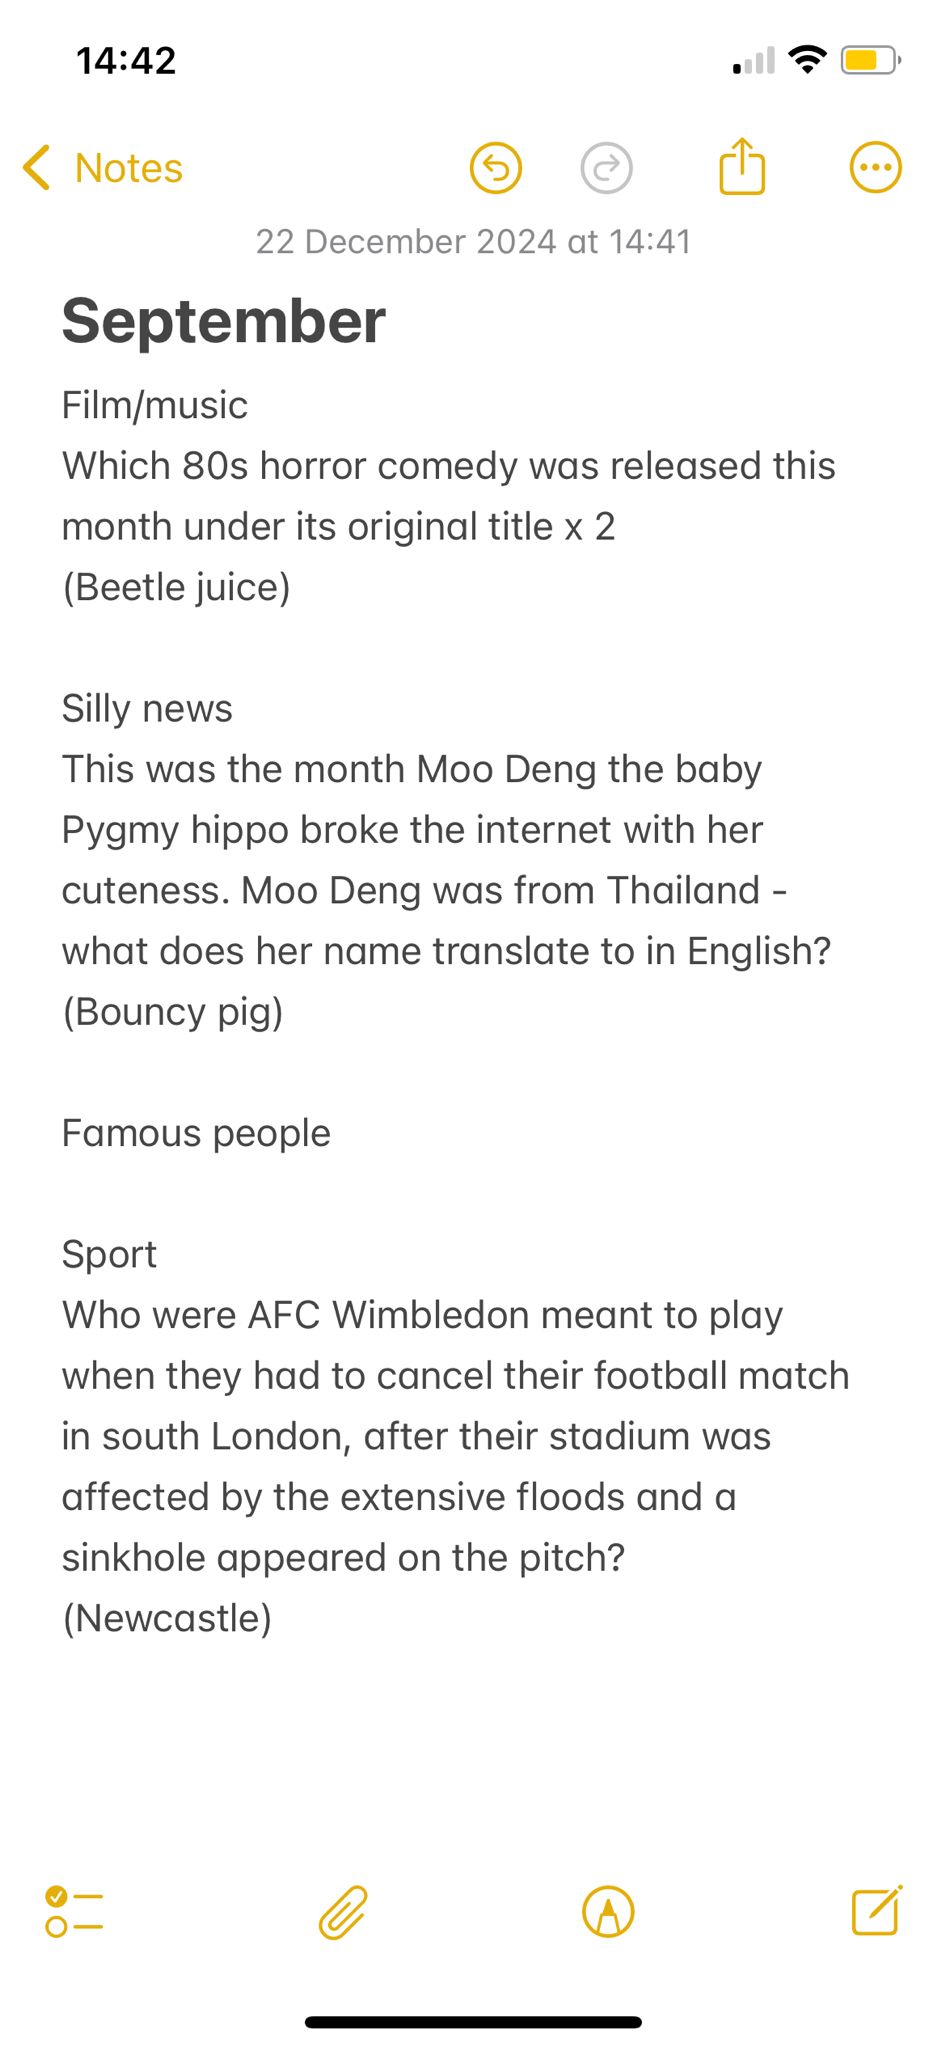 14:42
Notes
22 December 2024 at 14:41
September
Film/music
Which 80s horror comedy was released this
month under its original title x 2
(Beetle juice)
Silly news
This was the month Moo Deng the baby
Pygmy hippo broke the internet with her
cuteness. Moo Deng was from Thailand -
what does her name translate to in English?
(Bouncy pig)
Famous people
Sport
Who were AFC Wimbledon meant to play
when they had to cancel their football match
in south London, after their stadium was
affected by the extensive floods and a
sinkhole appeared on the pitch?
(Newcastle)